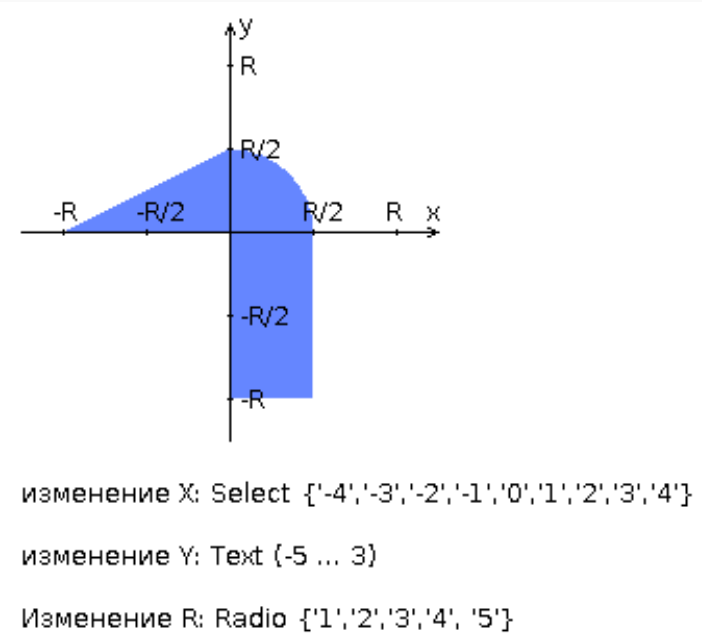 y
R
R/2
-R
-R/2
R/2
R
x
-R/2
-R
изменение X: Select {'-4','-3','-2','-1','0','1','2','3','4'}
изменение Y: Text (-5 ... 3)
Изменение R: Radio {'1','2','3','4', '5'}